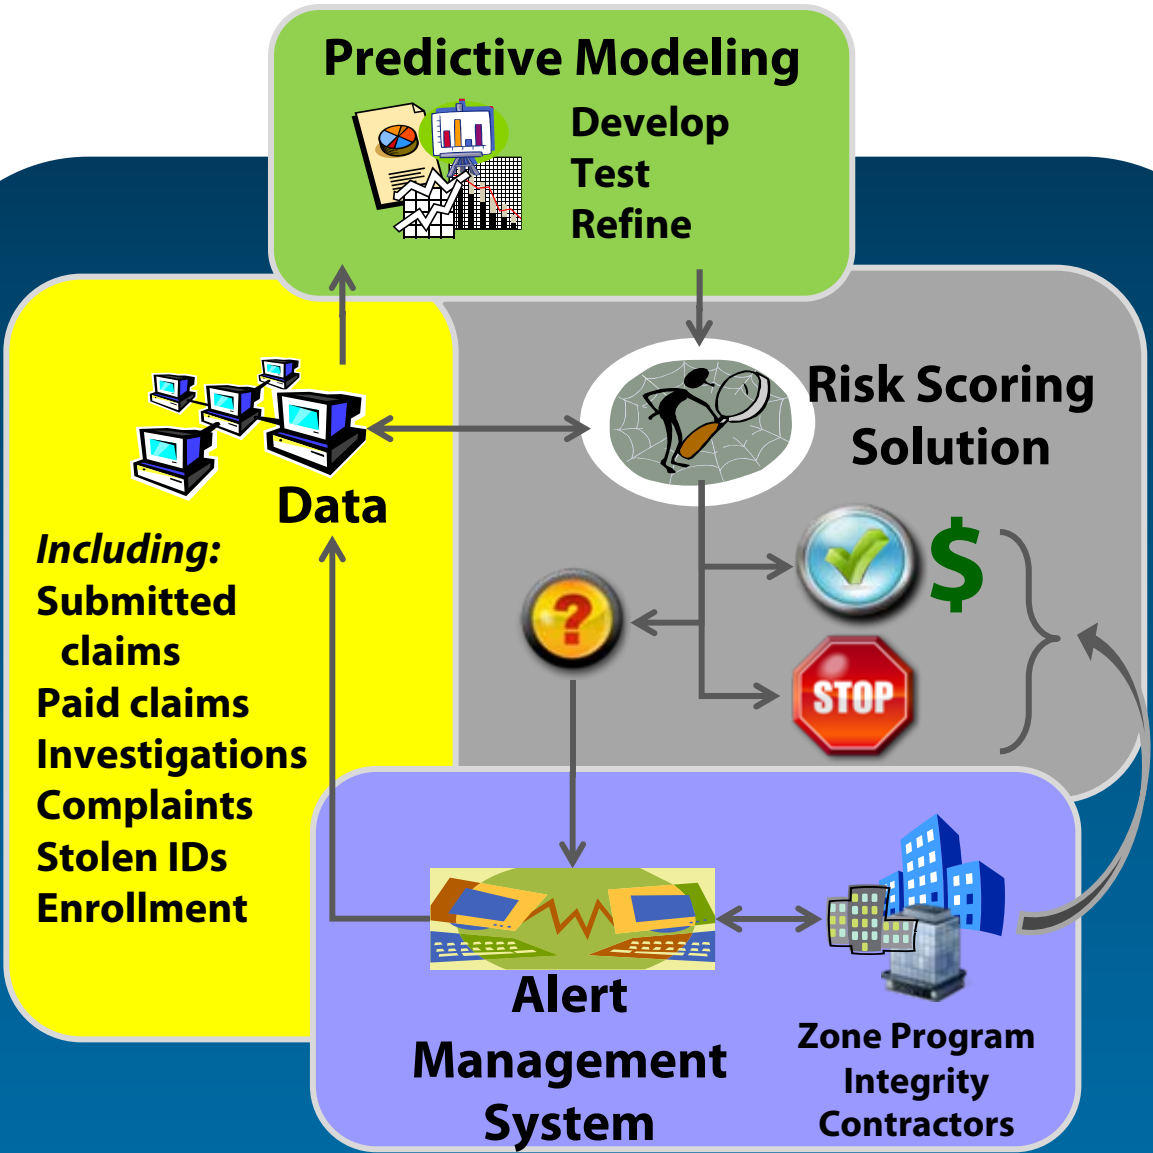 Predictive Modeling
Develop
Test
Refine
Risk Scoring
Solution
Data
Including:
Submitted
claims
Paid claims
Investigations
Complaints
Stolen IDs
Enrollment
$
?
STOP
Alert
Management
System
Zone Program
Integrity
Contractors